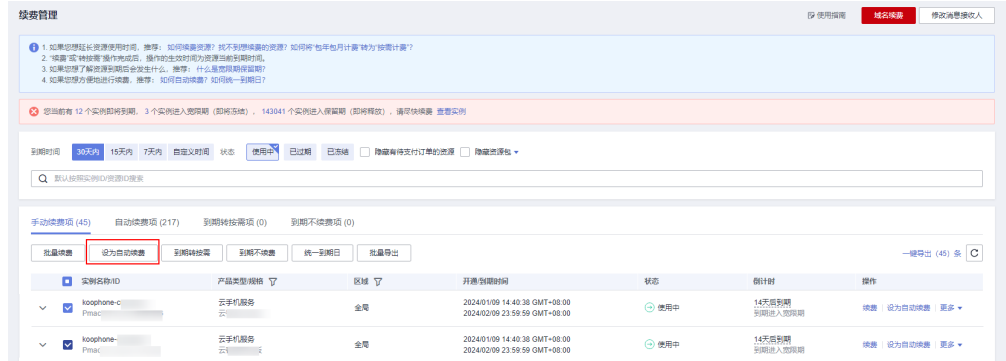 续费管理
使用指南
域名续费
修改消息接收人
1. 如果您想延长资源使用时间，推荐： 如何续费资源？找不到想续费的资源？如何将“包年包月计费”转为“按需计费”？
2. “续费”或“转按需”操作完成后，操作的生效时间为资源当前到期时间。
3. 如果您想了解资源到期后会发生什么，推荐： 什么是宽限期保留期？
4. 如果您想方便地进行续费，推荐： 如何自动续费？如何统一到期日？
您当前有 12 个实例即将到期， 3 个实例进入宽限期（即将冻结）， 143041 个实例进入保留期（即将释放），请尽快续费 查看实例
到期时间 30天内 15天内 7天内 自定义时间 状态 使用中 已过期 已冻结 隐藏有待支付订单的资源 隐藏资源包
默认按照实例ID/资源ID搜索
手动续费项 (45) 自动续费项 (217) 到期转按需项 (0) 到期不续费项 (0)
批量续费 设为自动续费 到期转按需 到期不续费 统一到期日 批量导出 一键导出（45）条
实例名称/ID 产品类型/规格 区域 开通/到期时间 状态 倒计时 操作
koophone-c 云手机服务 全局 2024/01/09 14:40:38 GMT+08:00 使用中 14天后到期 续费 设为自动续费 更多
Pmac 2024/02/09 23:59:59 GMT+08:00 到期进入宽限期
koophone- 云手机服务 全局 2024/01/09 14:40:38 GMT+08:00 使用中 14天后到期 续费 设为自动续费 更多
Pmac 2024/02/09 23:59:59 GMT+08:00 到期进入宽限期